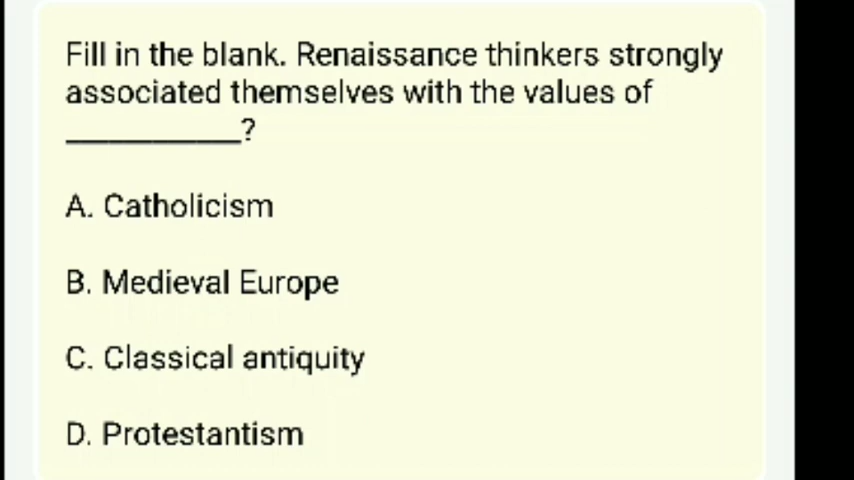 Fill in the blank. Renaissance thinkers strongly
associated themselves with the values of
___________?
A. Catholicism
B. Medieval Europe
C. Classical antiquity
D. Protestantism